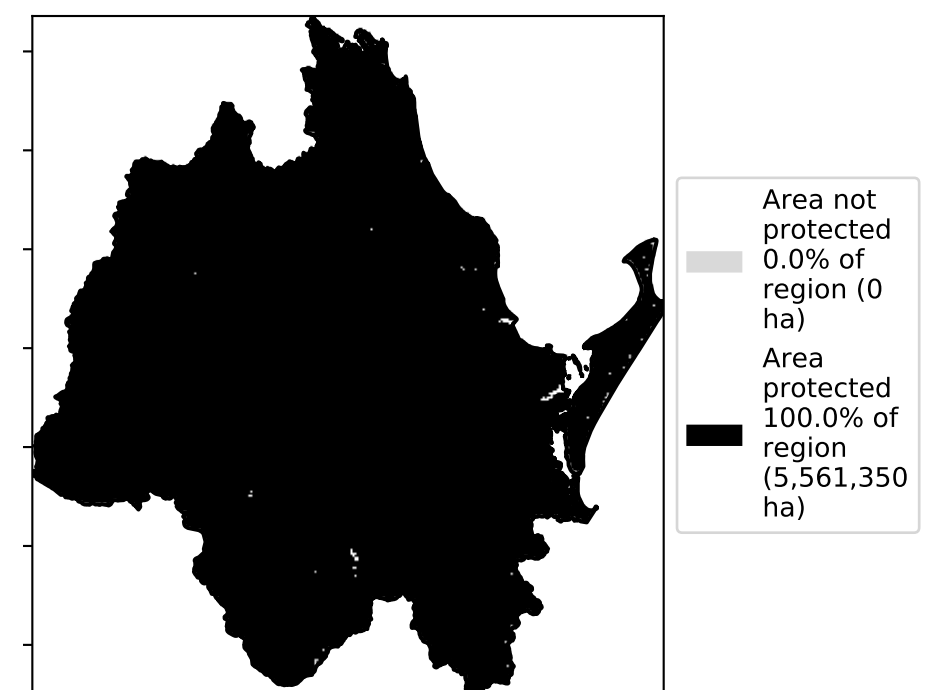 Area not
protected
0.0% of
region (0
ha)
Area
protected
100.0% of
region
(5,561,350
ha)